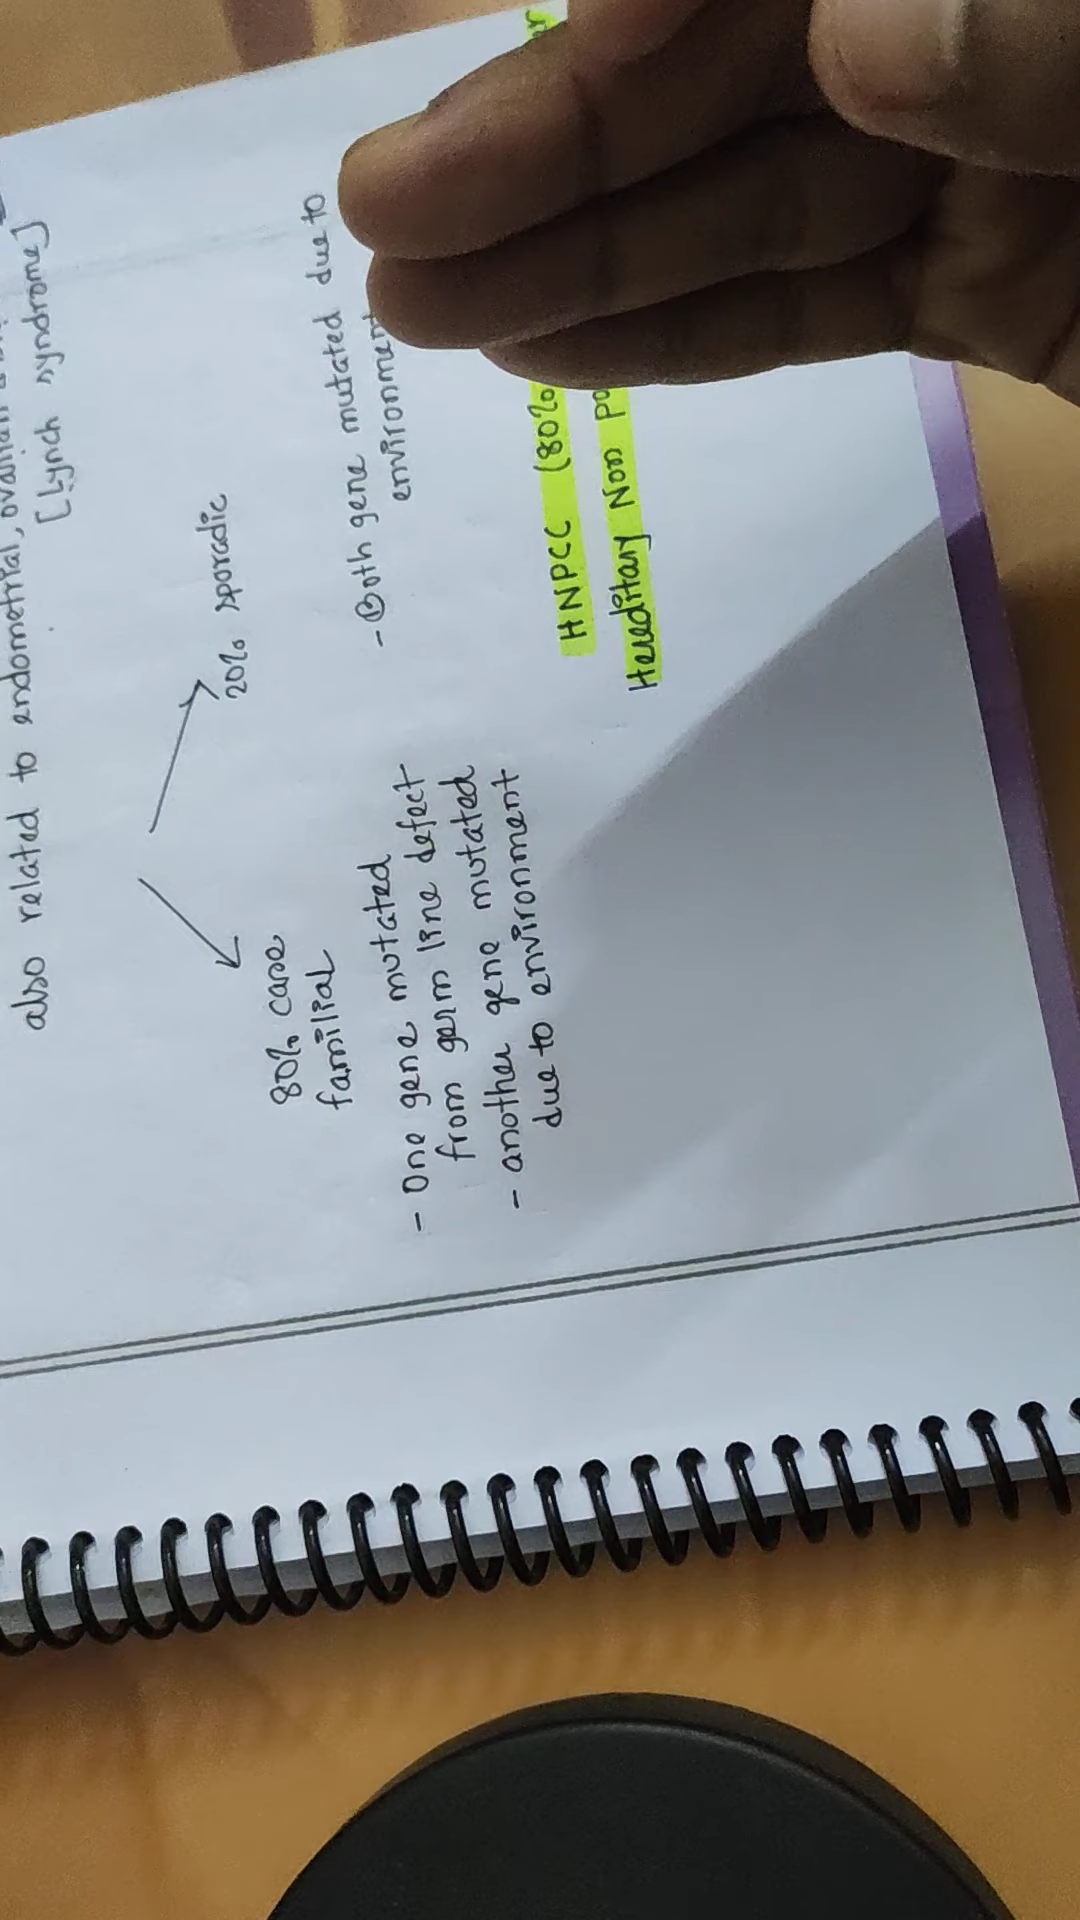 also related to endometrial,
[Lynch syndrome]
80% case
familial
- One gene mutated
from germ line defect
- another gene mutated
due to environment
20% sporadic
- Both gene mutated due to
environment
HNPCC (80%
Hereditary Non